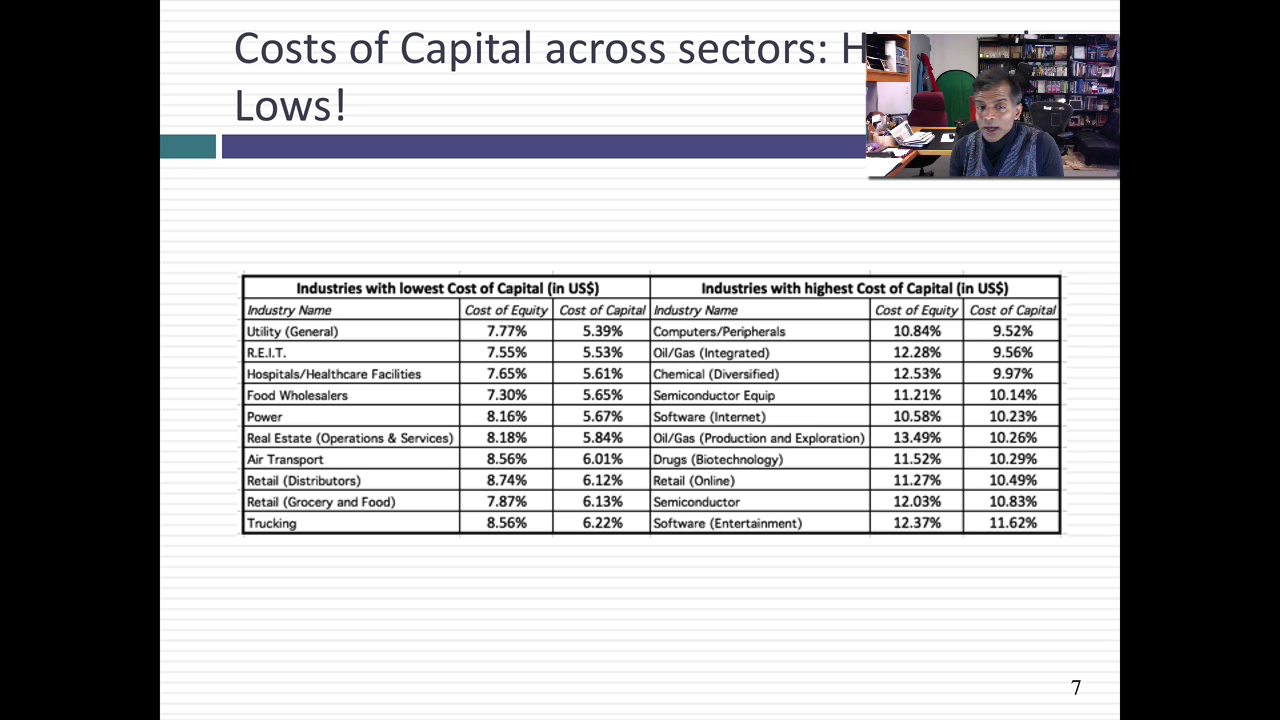 Costs of Capital across sectors:
Lows!
Industries with lowest Cost of Capital (in US$) Industries with highest Cost of Capital (in US$)
Industry Name Cost of Equity Cost of Capital Industry Name Cost of Equity Cost of Capital
Utility (General) 7.77% 5.39% Computers/Peripherals 10.84% 9.52%
R.E.I.T. 7.55% 5.53% Oil/Gas (Integrated) 12.28% 9.56%
Hospitals/Healthcare Facilities 7.65% 5.61% Chemical (Diversified) 12.53% 9.97%
Food Wholesalers 7.30% 5.65% Semiconductor Equip 11.21% 10.14%
Power 8.16% 5.67% Software (Internet) 10.58% 10.23%
Real Estate (Operations & Services) 8.18% 5.84% Oil/Gas (Production and Exploration) 13.49% 10.26%
Air Transport 8.56% 6.01% Drugs (Biotechnology) 11.52% 10.29%
Retail (Distributors) 8.74% 6.12% Retail (Online) 11.27% 10.49%
Retail (Grocery and Food) 7.87% 6.13% Semiconductor 12.03% 10.83%
Trucking 8.56% 6.22% Software (Entertainment) 12.37% 11.62%
7